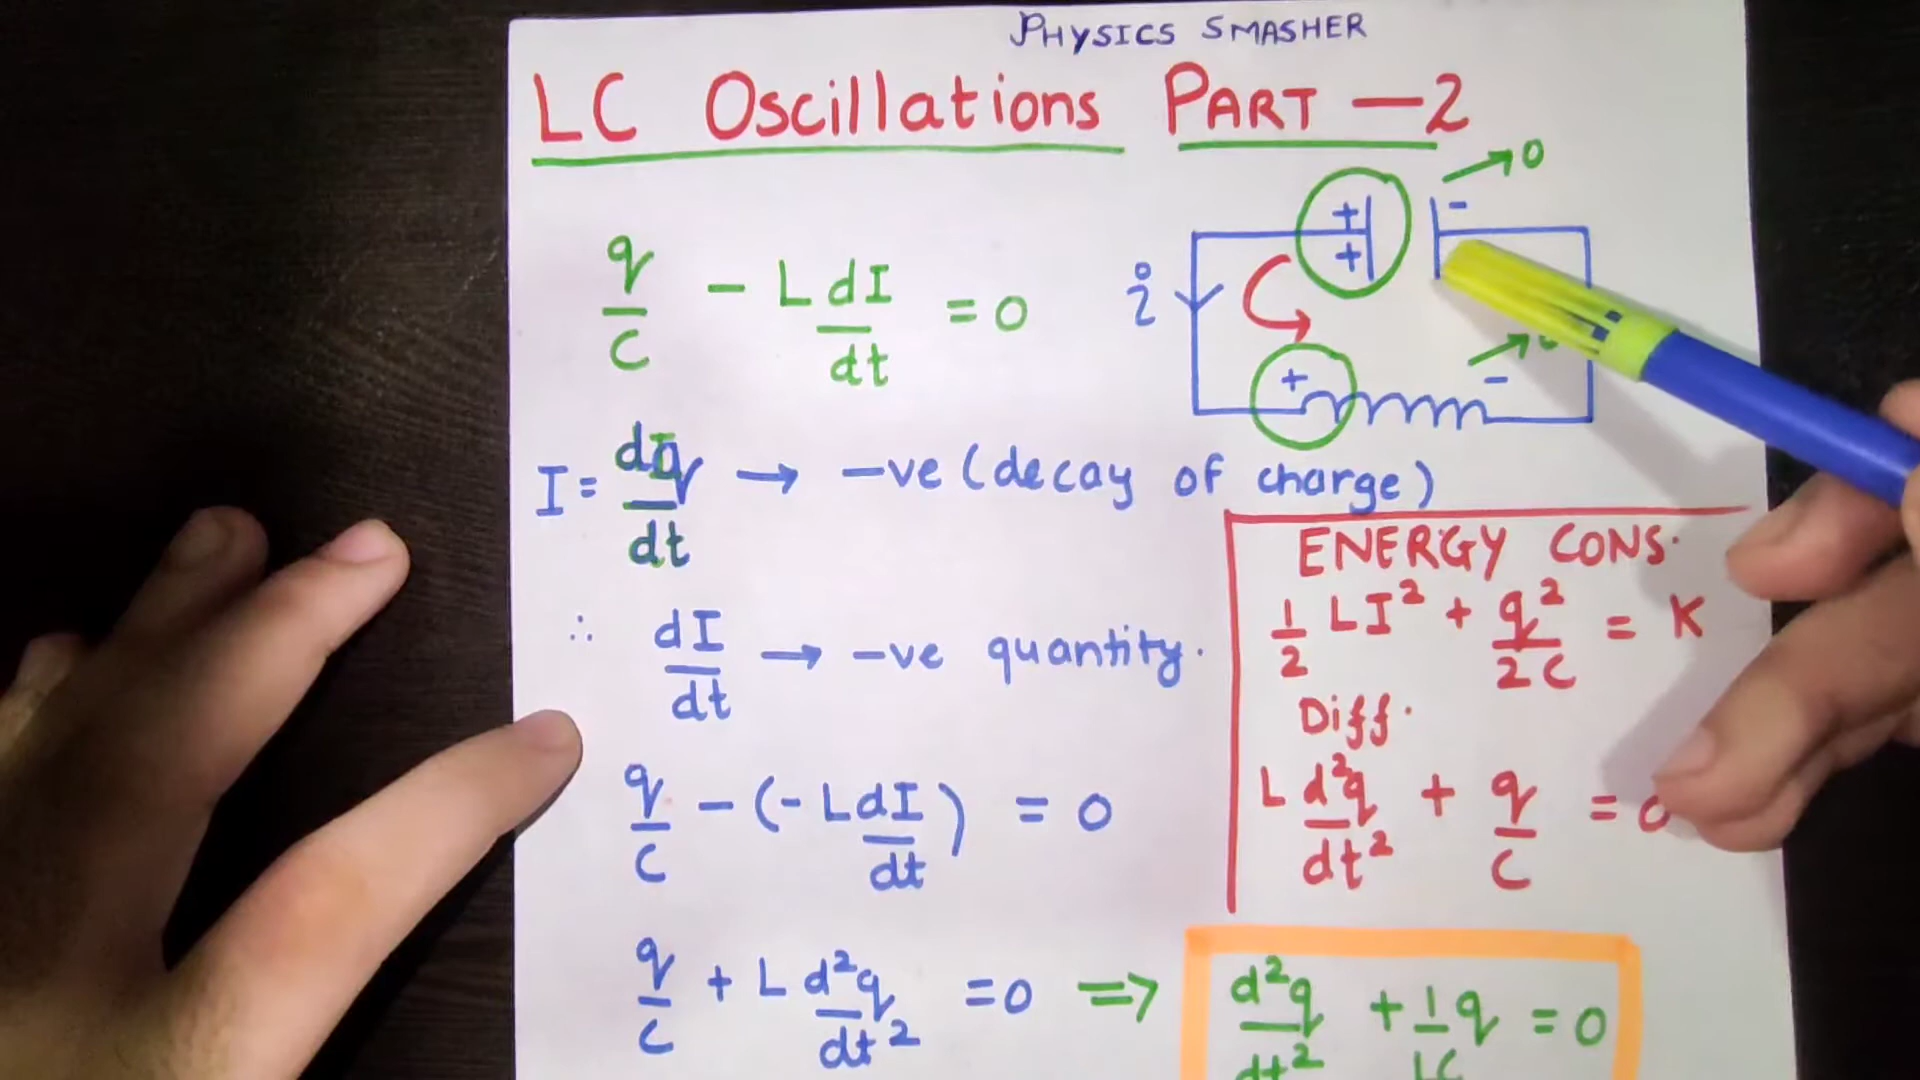 PHYSICS SMASHER
LC Oscillations PART - 2
+ - → 0
+
i
+ - →
q/C - L dI/dt = 0
I = dq/dt → -ve (decay of charge)
∴ dI/dt → -ve quantity.
q/C - (- L dI/dt) = 0
q/C + L d²q/dt² = 0 ⇒ d²q/dt² + 1/LC q = 0
ENERGY CONS.
1/2 LI² + q²/2C = K
Diff.
L d²q/dt² + q/C = 0